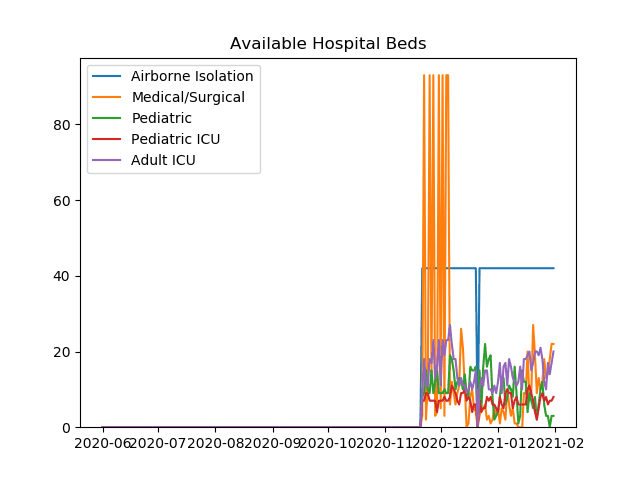 Available Hospital Beds
Airborne Isolation
Medical/Surgical
Pediatric
Pediatric ICU
Adult ICU
80
60
40
20
0
2020-06 2020-07 2020-08 2020-09 2020-10 2020-11 2020-12 2021-01 2021-02